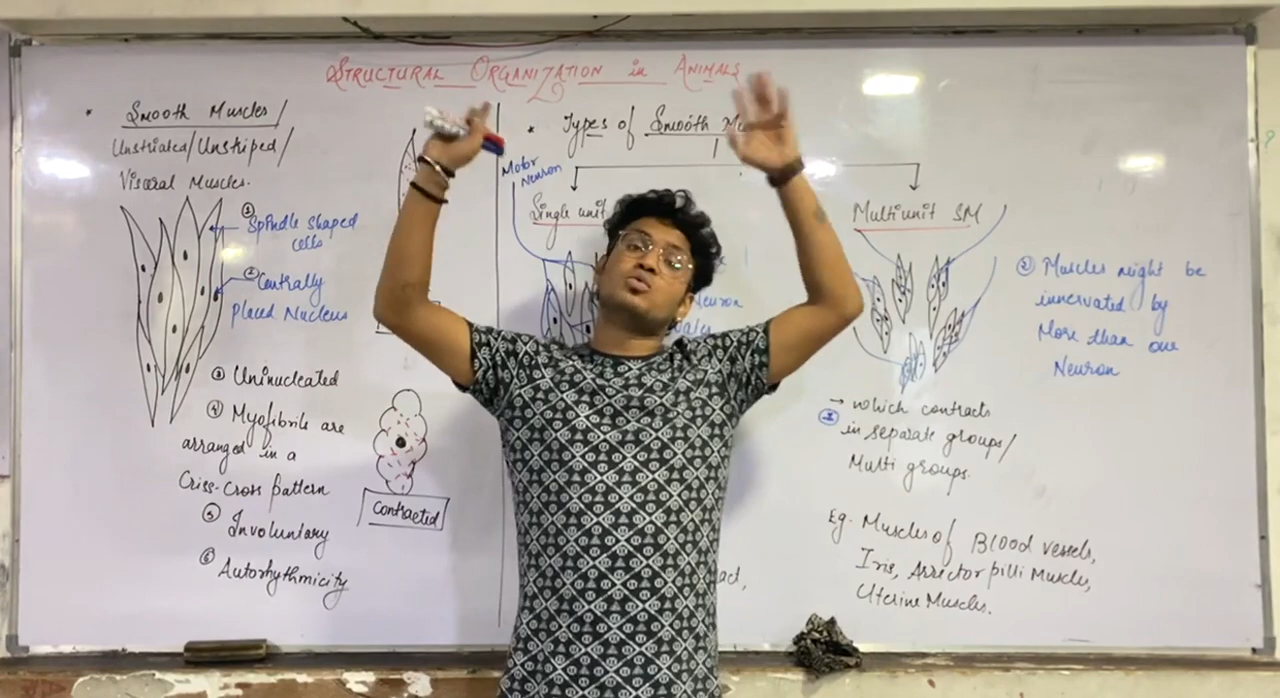 STRUCTURAL ORGANIZATION in ANIMALS
* Smooth Muscles/
Unstriated/Unstriped/
Visceral Muscles.
① Spindle shaped
cells
② Centrally
placed Nucleus
③ Uninucleated
④ Myofibrils are
arranged in a
Criss-Cross pattern
⑤ Involuntary
⑥ Autorhythmicity
Contracted
* Types of Smooth
Motor
Neuron
Single unit
Neuron
Multiunit SM
② Muscles might be
innervated by
More than one
Neuron
→ which contracts
in separate groups/
Multi groups.
Eg. Muscles of Blood vessels,
Iris, Arrector pilli Muscles,
Uterine Muscles.